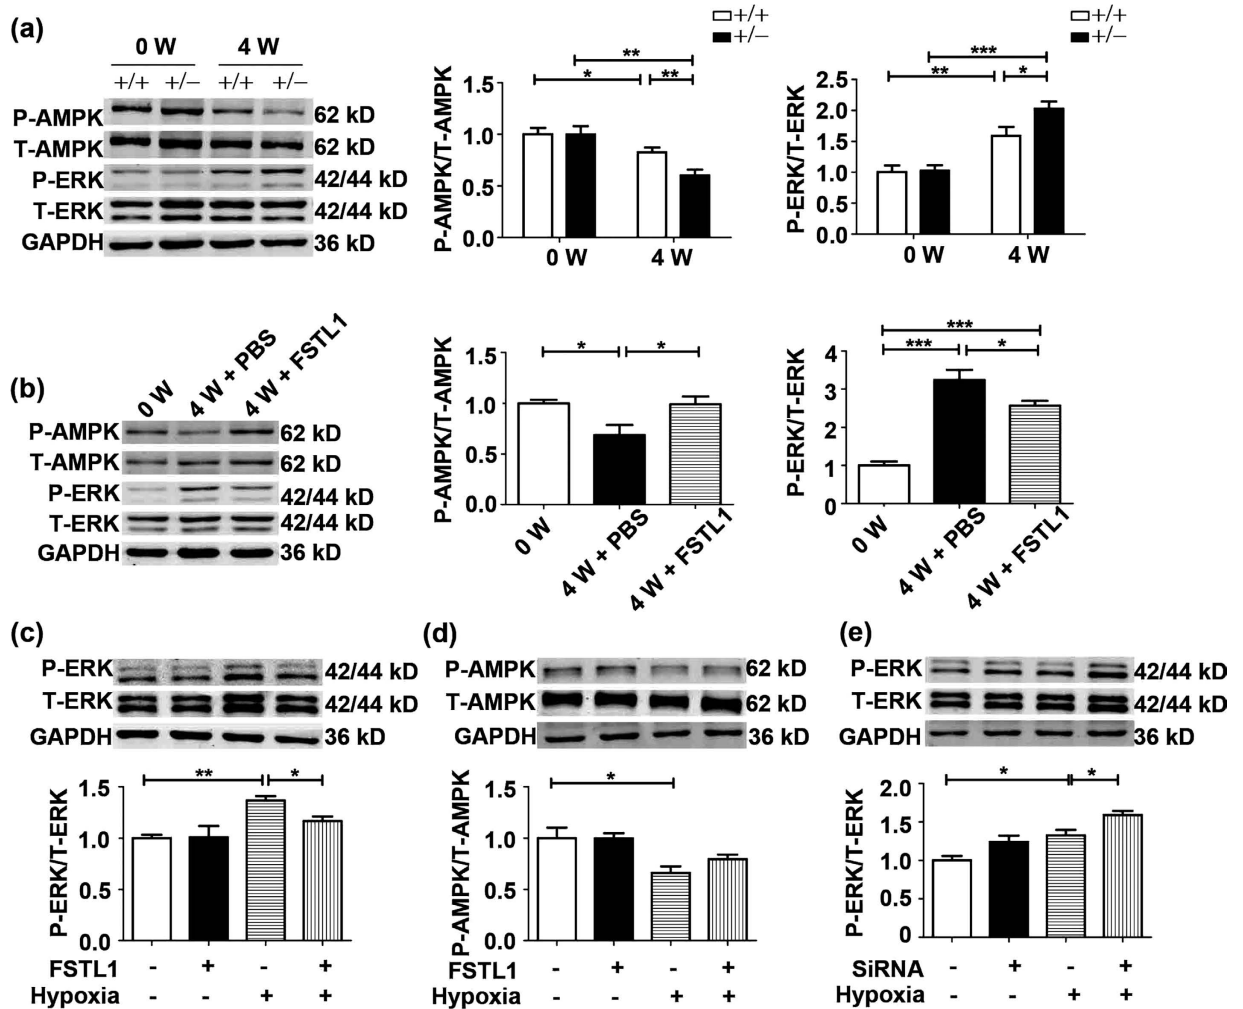 (a)
0 W 4 W
+/+ +/− +/+ +/−
P-AMPK 62 kD
T-AMPK 62 kD
P-ERK 42/44 kD
T-ERK 42/44 kD
GAPDH 36 kD
+/+
+/−
** 
* **
P-AMPK/T-AMPK
1.5
1.0
0.5
0.0
0 W 4 W
+/+
+/−
***
** *
P-ERK/T-ERK
2.5
2.0
1.5
1.0
0.5
0.0
0 W 4 W
(b)
0 W 4 W + PBS 4 W + FSTL1
P-AMPK 62 kD
T-AMPK 62 kD
P-ERK 42/44 kD
T-ERK 42/44 kD
GAPDH 36 kD
* *
P-AMPK/T-AMPK
1.5
1.0
0.5
0.0
0 W 4 W + PBS 4 W + FSTL1
***
*** *
P-ERK/T-ERK
4
3
2
1
0
0 W 4 W + PBS 4 W + FSTL1
(c)
P-ERK 42/44 kD
T-ERK 42/44 kD
GAPDH 36 kD
** *
P-ERK/T-ERK
1.5
1.0
0.5
0.0
FSTL1 - + - +
Hypoxia - - + +
(d)
P-AMPK 62 kD
T-AMPK 62 kD
GAPDH 36 kD
*
P-AMPK/T-AMPK
1.5
1.0
0.5
0.0
FSTL1 - + - +
Hypoxia - - + +
(e)
P-ERK 42/44 kD
T-ERK 42/44 kD
GAPDH 36 kD
* *
P-ERK/T-ERK
2.0
1.5
1.0
0.5
0
SiRNA - + - +
Hypoxia - - + +